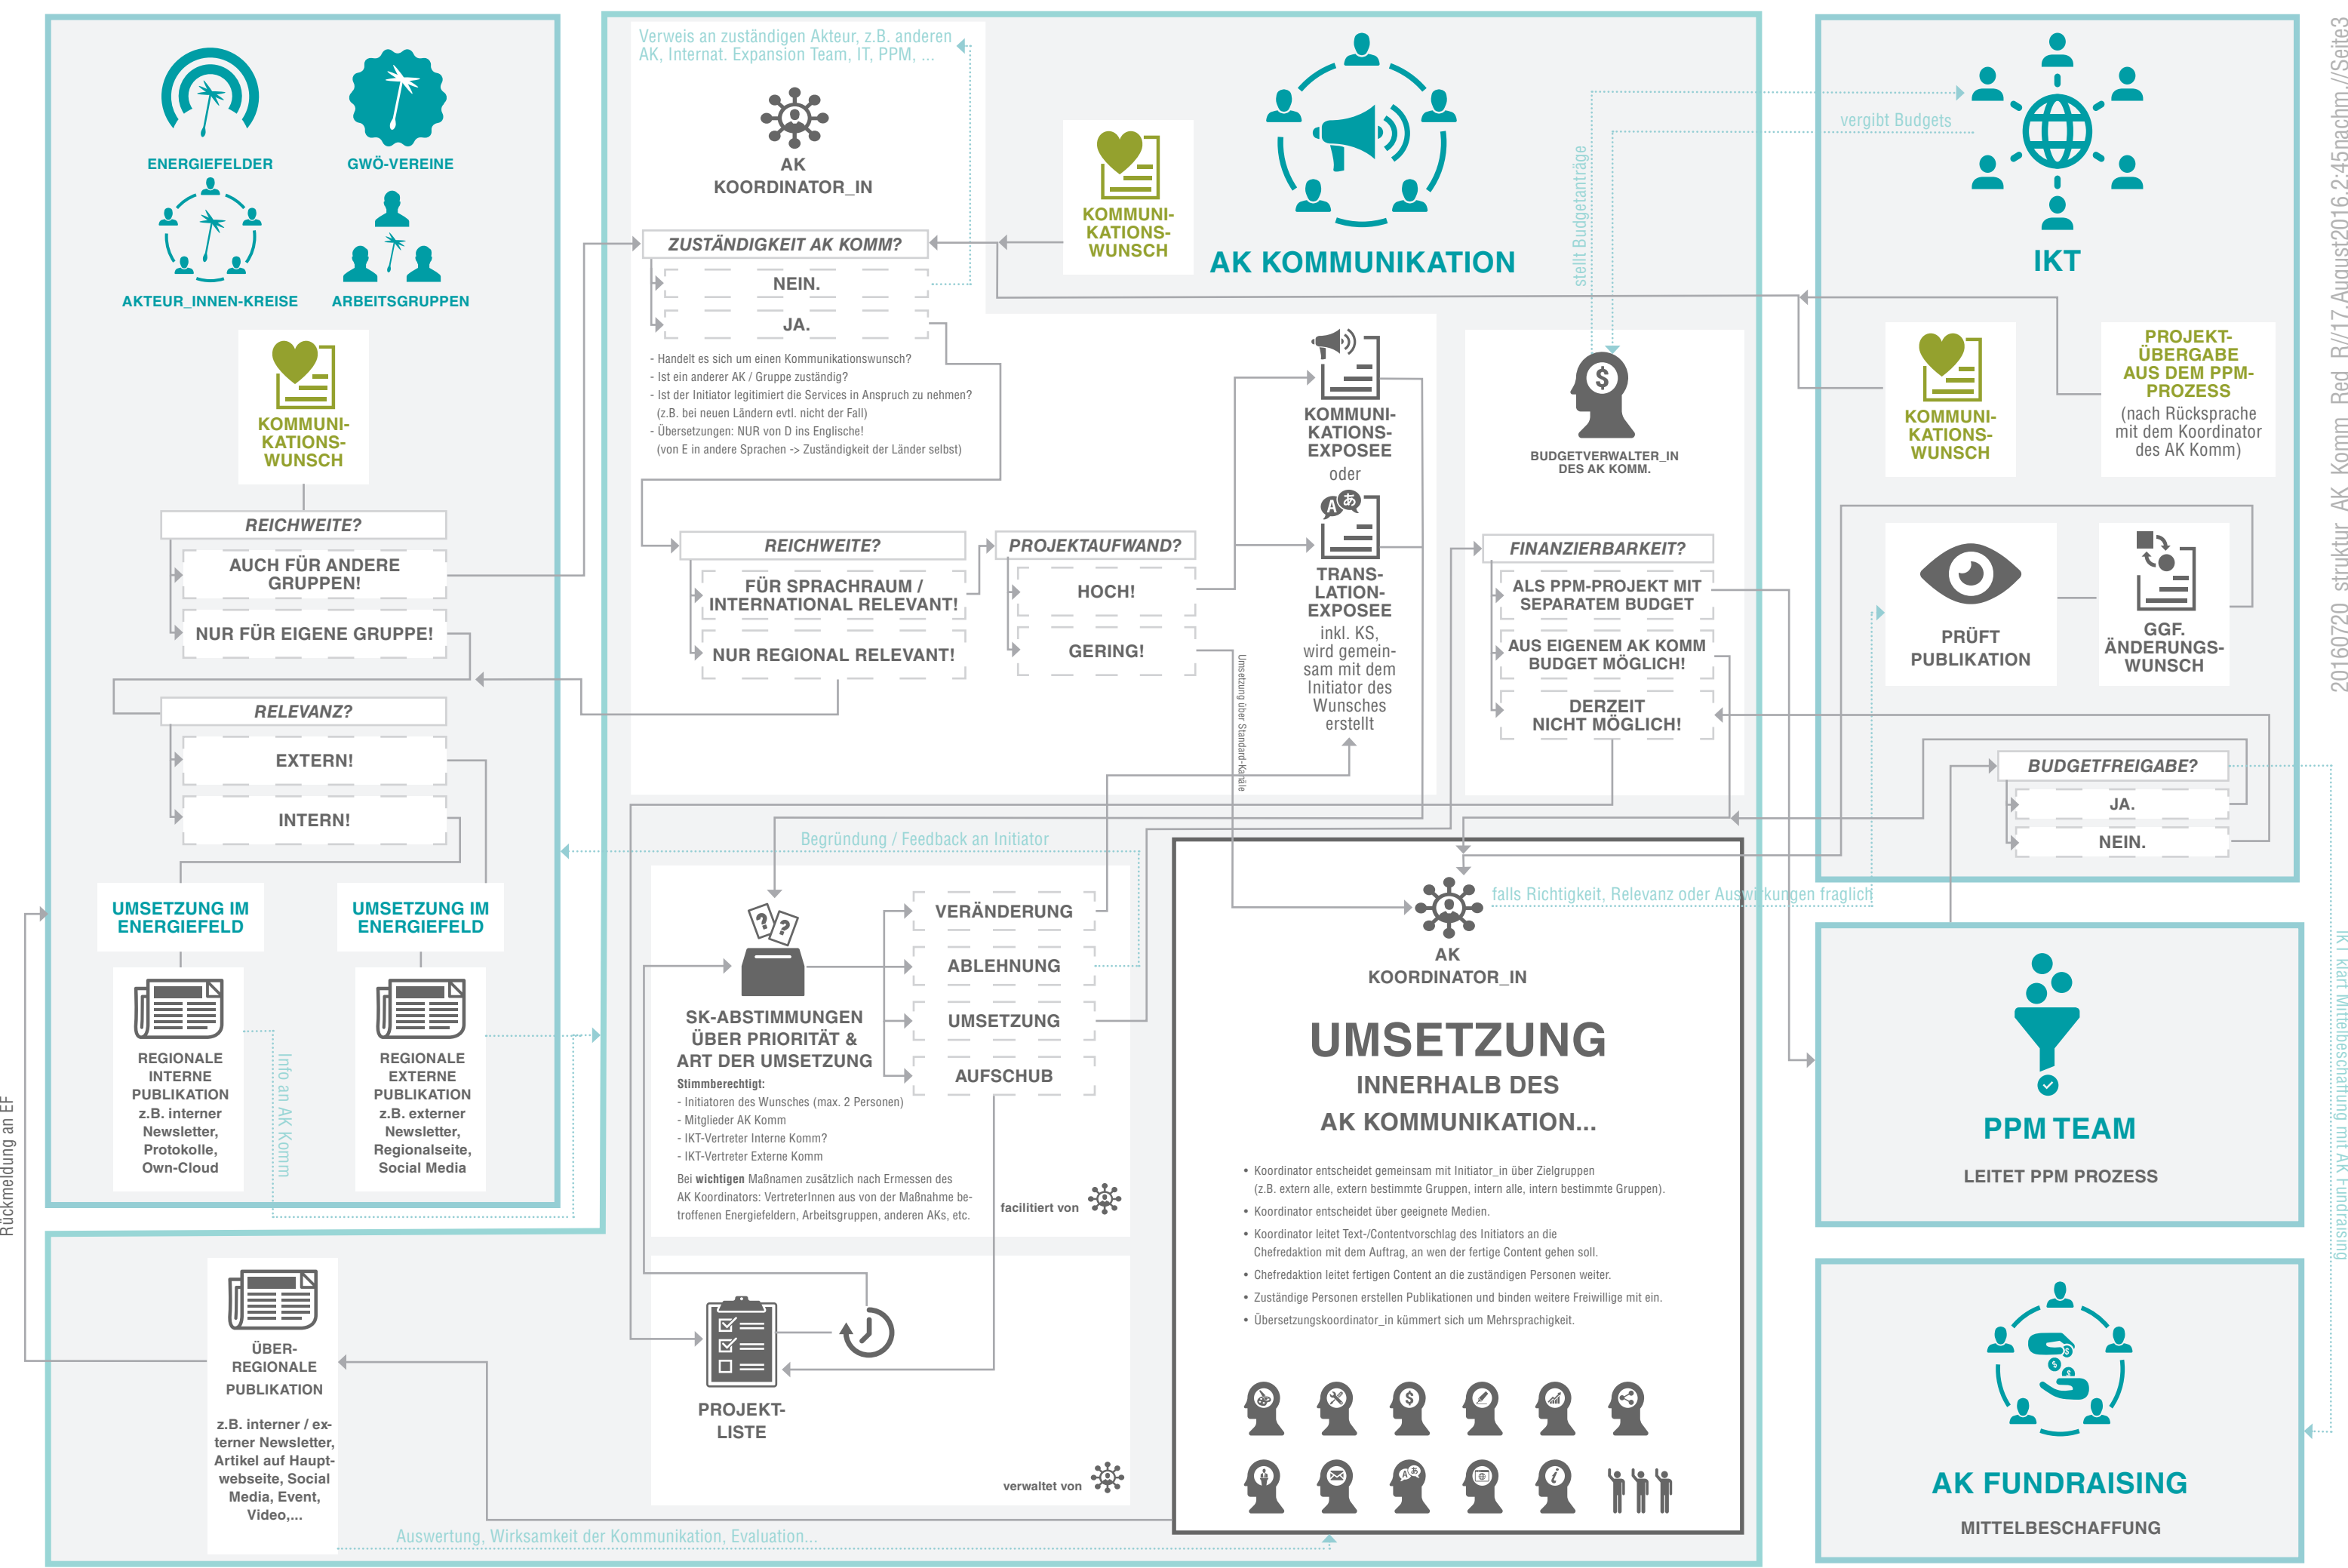 ENERGIEFELDER
GWÖ-VEREINE
AKTEUR_INNEN-KREISE
ARBEITSGRUPPEN
KOMMUNI-
KATIONS-
WUNSCH
REICHWEITE?
AUCH FÜR ANDERE
GRUPPEN!
NUR FÜR EIGENE GRUPPE!
RELEVANZ?
EXTERN!
INTERN!
UMSETZUNG IM
ENERGIEFELD
UMSETZUNG IM
ENERGIEFELD
REGIONALE
INTERNE
PUBLIKATION
z.B. interner
Newsletter,
Protokolle,
Own-Cloud
Info an AK Komm
REGIONALE
EXTERNE
PUBLIKATION
z.B. externer
Newsletter,
Regionalseite,
Social Media
Rückmeldung an EF
ÜBER-
REGIONALE
PUBLIKATION
z.B. interner / ex-
terner Newsletter,
Artikel auf Haupt-
webseite, Social
Media, Event,
Video,...
Auswertung, Wirksamkeit der Kommunikation, Evaluation...
Verweis an zuständigen Akteur, z.B. anderen
AK, Internat. Expansion Team, IT, PPM, ...
AK
KOORDINATOR_IN
KOMMUNI-
KATIONS-
WUNSCH
AK KOMMUNIKATION
ZUSTÄNDIGKEIT AK KOMM?
NEIN.
JA.
- Handelt es sich um einen Kommunikationswunsch?
- Ist ein anderer AK / Gruppe zuständig?
- Ist der Initiator legitimiert die Services in Anspruch zu nehmen?
(z.B. bei neuen Ländern evtl. nicht der Fall)
- Übersetzungen: NUR von D ins Englische!
(von E in andere Sprachen -> Zuständigkeit der Länder selbst)
REICHWEITE?
FÜR SPRACHRAUM /
INTERNATIONAL RELEVANT!
NUR REGIONAL RELEVANT!
PROJEKTAUFWAND?
HOCH!
GERING!
Umsetzung über Standard-Kanäle
KOMMUNI-
KATIONS-
EXPOSEE
oder
A あ
TRANS-
LATION-
EXPOSEE
inkl. KS,
wird gemein-
sam mit dem
Initiator des
Wunsches
erstellt
stellt Budgetanträge
vergibt Budgets
$
BUDGETVERWALTER_IN
DES AK KOMM.
FINANZIERBARKEIT?
ALS PPM-PROJEKT MIT
SEPARATEM BUDGET
AUS EIGENEM AK KOMM
BUDGET MÖGLICH!
DERZEIT
NICHT MÖGLICH!
Begründung / Feedback an Initiator
? ?
SK-ABSTIMMUNGEN
ÜBER PRIORITÄT &
ART DER UMSETZUNG
Stimmberechtigt:
- Initiatoren des Wunsches (max. 2 Personen)
- Mitglieder AK Komm
- IKT-Vertreter Interne Komm?
- IKT-Vertreter Externe Komm
Bei wichtigen Maßnamen zusätzlich nach Ermessen des
AK Koordinators: VertreterInnen aus von der Maßnahme be-
troffenen Energiefeldern, Arbeitsgruppen, anderen AKs, etc.
facilitiert von
VERÄNDERUNG
ABLEHNUNG
UMSETZUNG
AUFSCHUB
PROJEKT-
LISTE
verwaltet von
falls Richtigkeit, Relevanz oder Auswirkungen fraglich
AK
KOORDINATOR_IN
UMSETZUNG
INNERHALB DES
AK KOMMUNIKATION...
• Koordinator entscheidet gemeinsam mit Initiator_in über Zielgruppen
(z.B. extern alle, extern bestimmte Gruppen, intern alle, intern bestimmte Gruppen).
• Koordinator entscheidet über geeignete Medien.
• Koordinator leitet Text-/Contentvorschlag des Initiators an die
Chefredaktion mit dem Auftrag, an wen der fertige Content gehen soll.
• Chefredaktion leitet fertigen Content an die zuständigen Personen weiter.
• Zuständige Personen erstellen Publikationen und binden weitere Freiwillige mit ein.
• Übersetzungskoordinator_in kümmert sich um Mehrsprachigkeit.
IKT
KOMMUNI-
KATIONS-
WUNSCH
PROJEKT-
ÜBERGABE
AUS DEM PPM-
PROZESS
(nach Rücksprache
mit dem Koordinator
des AK Komm)
PRÜFT
PUBLIKATION
GGF.
ÄNDERUNGS-
WUNSCH
BUDGETFREIGABE?
JA.
NEIN.
PPM TEAM
LEITET PPM PROZESS
IKT klärt Mittelbeschaffung mit AK Fundraising
AK FUNDRAISING
MITTELBESCHAFFUNG
20160720_struktur_AK_Komm_Red_R//17.August2016.2:45nachm.//Seite3